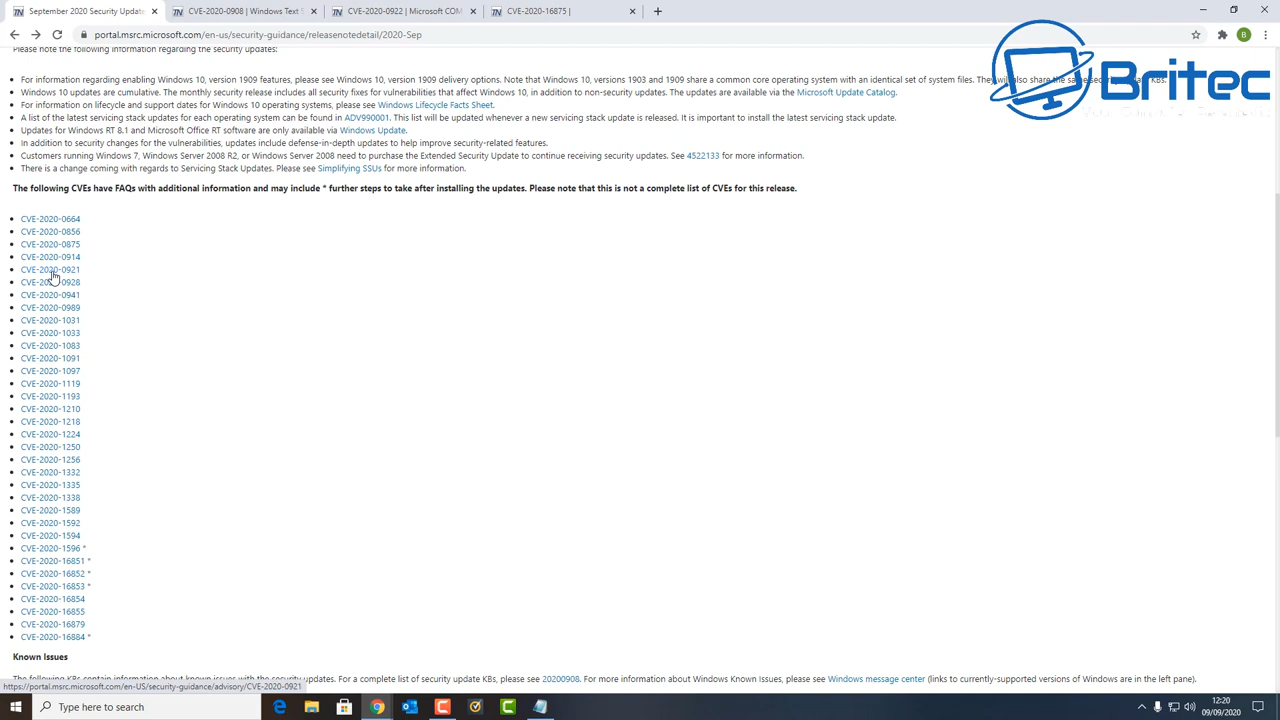 September 2020 Security Update
CVE-2020-0908 | Windows Text S
CVE-2020-0922 | Microsoft COM
CVE-2020-16875 |
portal.msrc.microsoft.com/en-us/security-guidance/releasenotedetail/2020-Sep
B
Britec
Please note the following information regarding the security updates:
For information regarding enabling Windows 10, version 1909 features, please see Windows 10, version 1909 delivery options. Note that Windows 10, versions 1903 and 1909 share a common core operating system with an identical set of system files. They will also share the same security update KBs.
Windows 10 updates are cumulative. The monthly security release includes all security fixes for vulnerabilities that affect Windows 10, in addition to non-security updates. The updates are available via the Microsoft Update Catalog.
For information on lifecycle and support dates for Windows 10 operating systems, please see Windows Lifecycle Facts Sheet.
A list of the latest servicing stack updates for each operating system can be found in ADV990001. This list will be updated whenever a new servicing stack update is released. It is important to install the latest servicing stack update.
Updates for Windows RT 8.1 and Microsoft Office RT software are only available via Windows Update.
In addition to security changes for the vulnerabilities, updates include defense-in-depth updates to help improve security-related features.
Customers running Windows 7, Windows Server 2008 R2, or Windows Server 2008 need to purchase the Extended Security Update to continue receiving security updates. See 4522133 for more information.
There is a change coming with regards to Servicing Stack Updates. Please see Simplifying SSUs for more information.
The following CVEs have FAQs with additional information and may include * further steps to take after installing the updates. Please note that this is not a complete list of CVEs for this release.
CVE-2020-0664
CVE-2020-0856
CVE-2020-0875
CVE-2020-0914
CVE-2020-0921
CVE-2020-0928
CVE-2020-0941
CVE-2020-0989
CVE-2020-1031
CVE-2020-1033
CVE-2020-1083
CVE-2020-1091
CVE-2020-1097
CVE-2020-1119
CVE-2020-1193
CVE-2020-1210
CVE-2020-1218
CVE-2020-1224
CVE-2020-1250
CVE-2020-1256
CVE-2020-1332
CVE-2020-1335
CVE-2020-1338
CVE-2020-1589
CVE-2020-1592
CVE-2020-1594
CVE-2020-1596 *
CVE-2020-16851 *
CVE-2020-16852 *
CVE-2020-16853 *
CVE-2020-16854
CVE-2020-16855
CVE-2020-16879
CVE-2020-16884 *
Known Issues
The following KBs contain information about known issues with the security updates. For a complete list of security update KBs, please see 20200908. For more information about Windows Known Issues, please see Windows message center (links to currently-supported versions of Windows are in the left pane).
https://portal.msrc.microsoft.com/en-US/security-guidance/advisory/CVE-2020-0921
Type here to search
12:20
09/09/2020